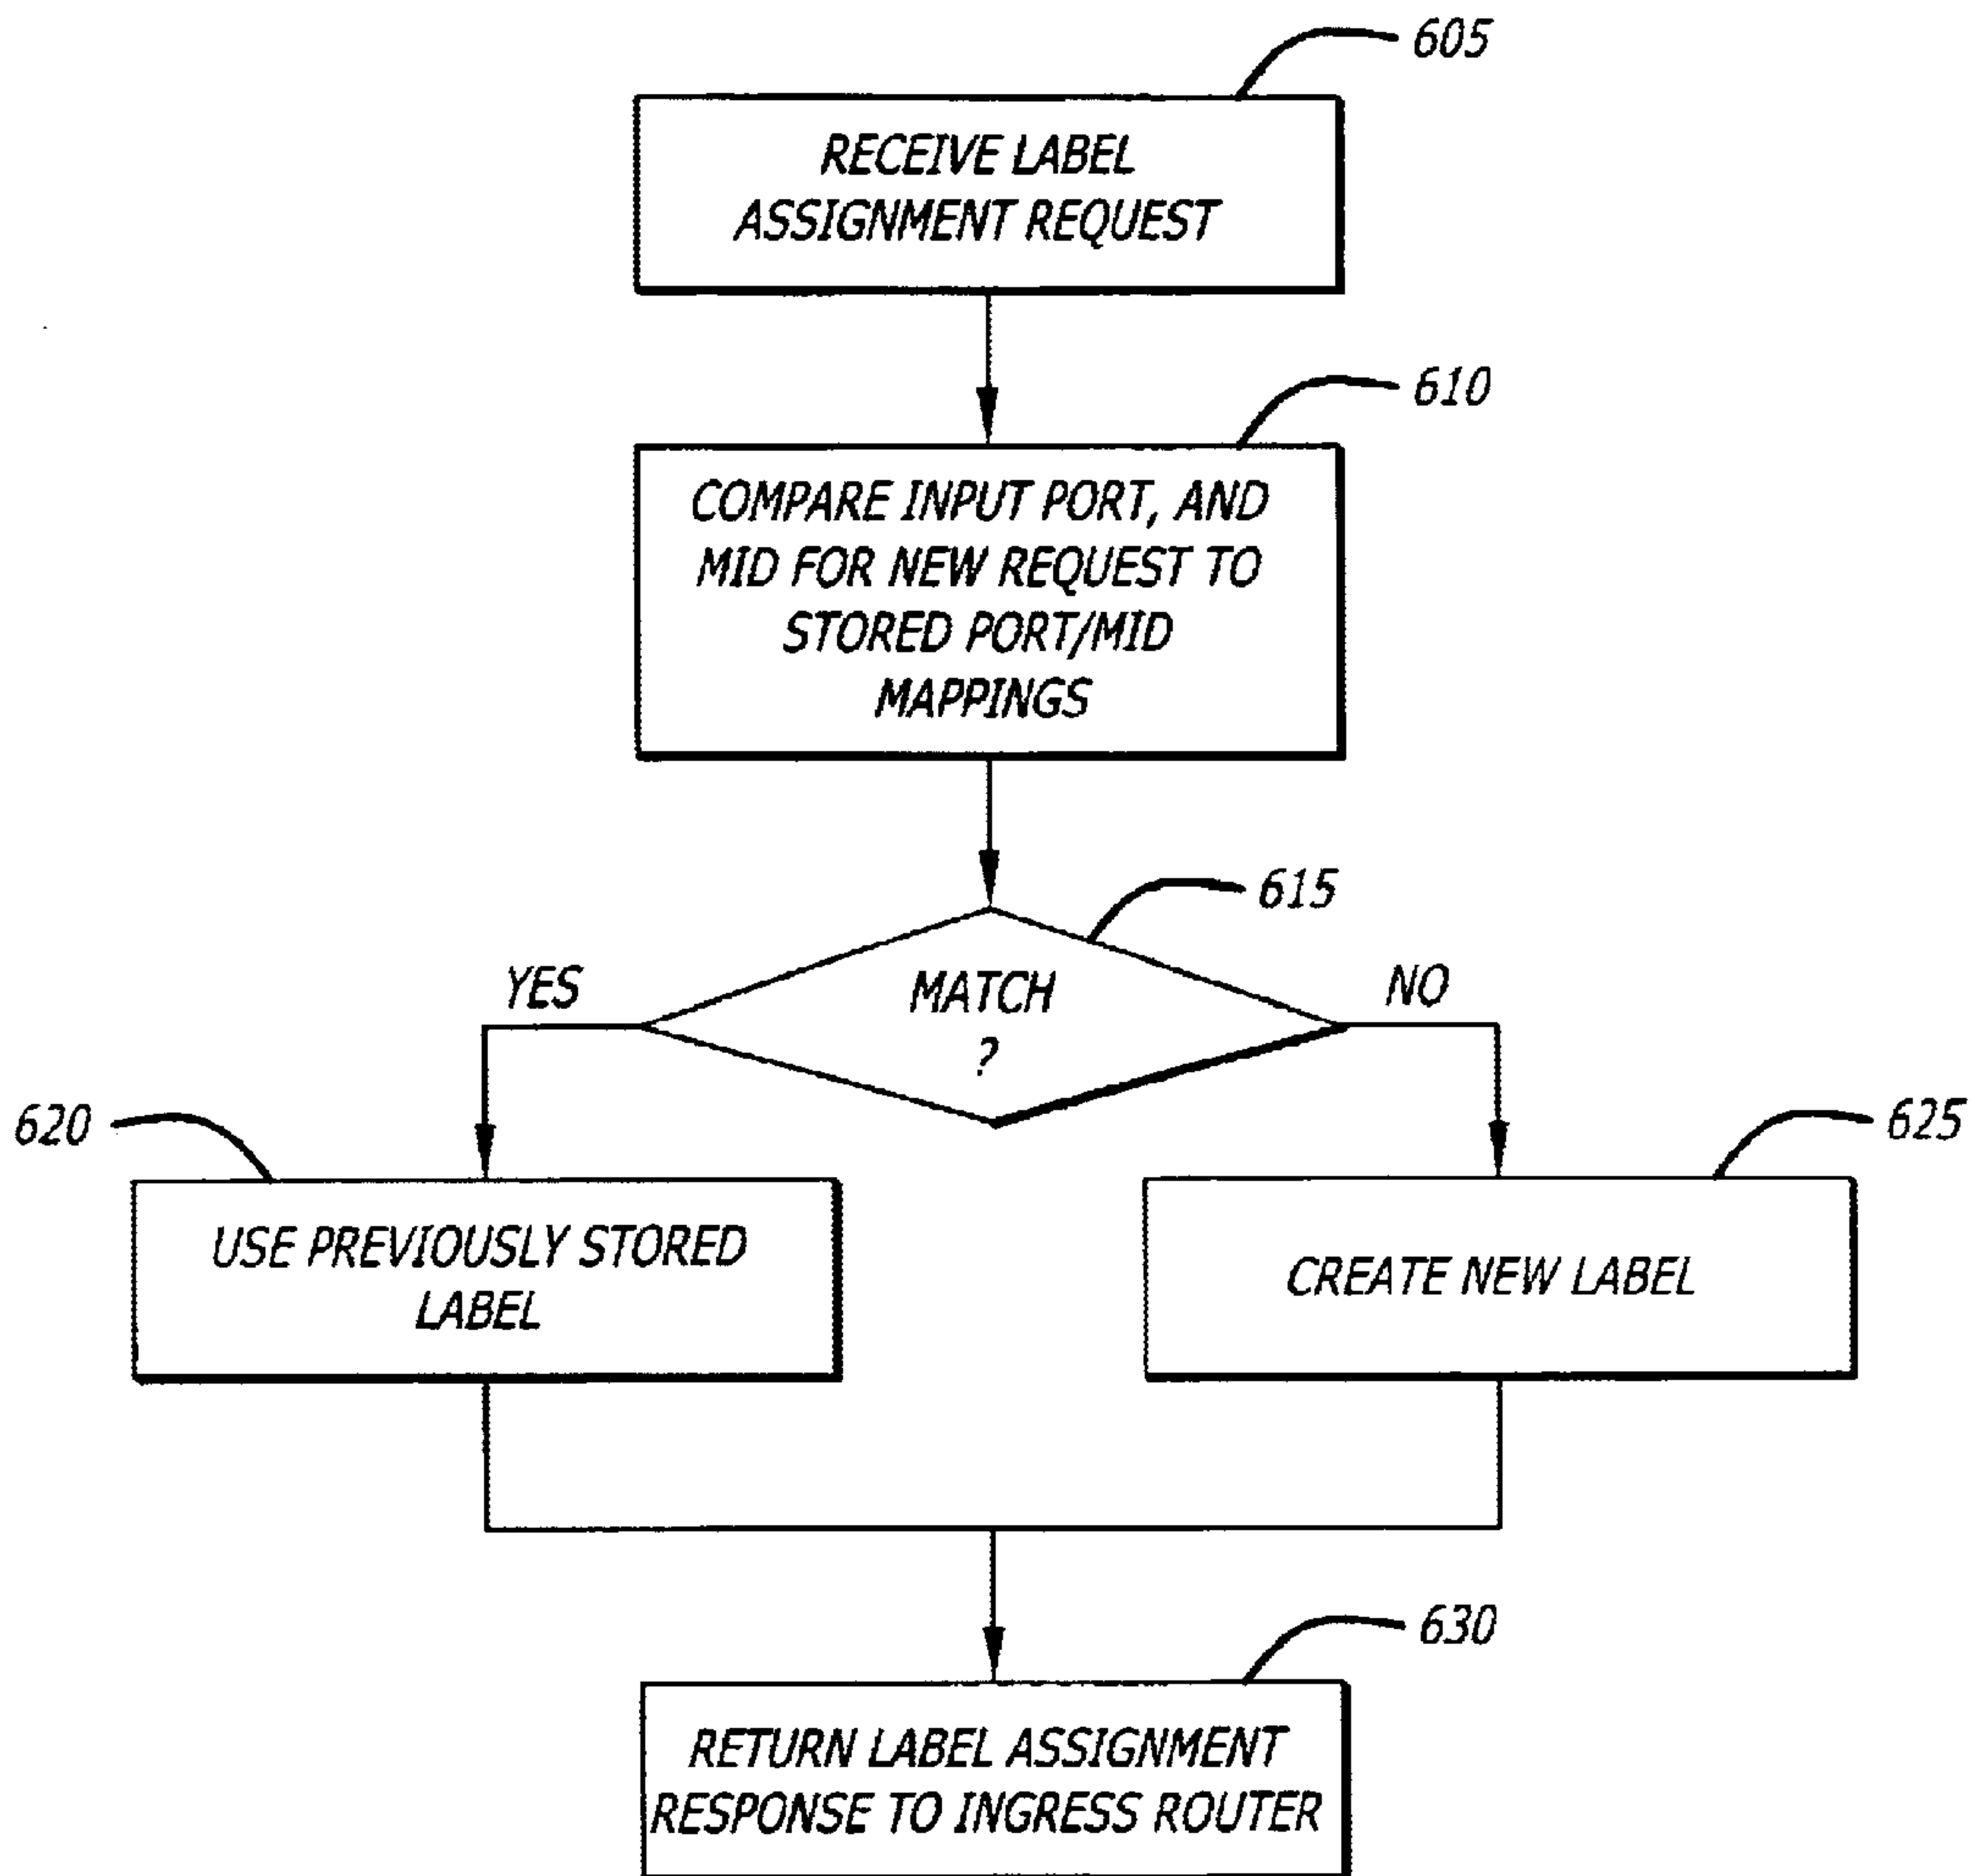 605
RECEIVE LABEL
ASSIGNMENT REQUEST
610
COMPARE INPUT PORT, AND
MID FOR NEW REQUEST TO
STORED PORT/MID
MAPPINGS
615
YES
MATCH
?
NO
620
625
USE PREVIOUSLY STORED
LABEL
CREATE NEW LABEL
630
RETURN LABEL ASSIGNMENT
RESPONSE TO INGRESS ROUTER